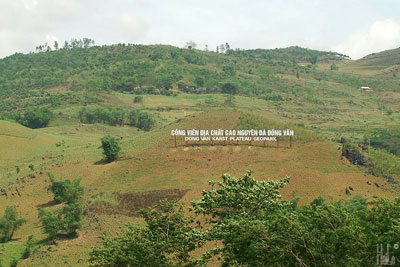 CÔNG VIÊN ĐỊA CHẤT CAO NGUYÊN ĐÁ ĐỒNG VĂN
DONG VAN KARST PLATEAU GEOPARK